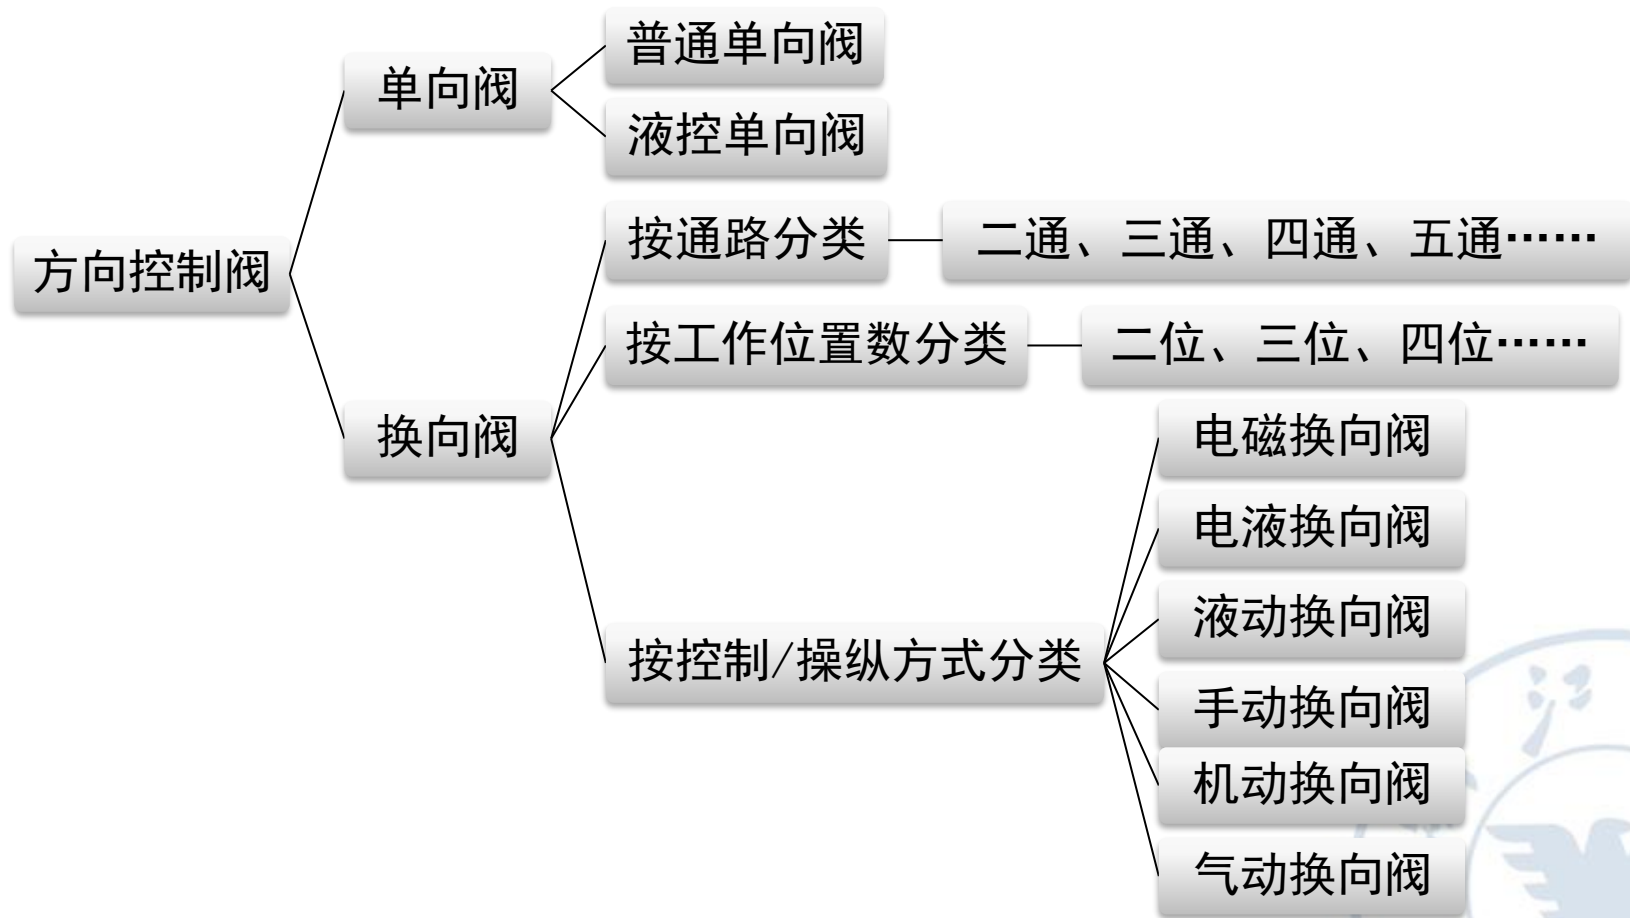 方向控制阀
单向阀
普通单向阀
液控单向阀
换向阀
按通路分类
二通、三通、四通、五通……
按工作位置数分类
二位、三位、四位……
按控制/操纵方式分类
电磁换向阀
电液换向阀
液动换向阀
手动换向阀
机动换向阀
气动换向阀